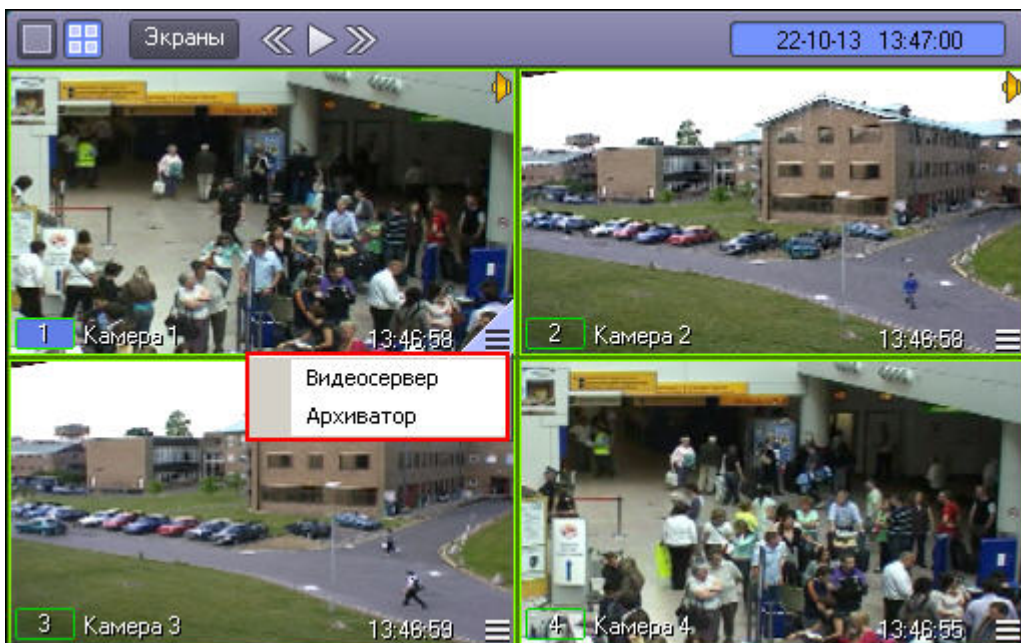 Экраны 22-10-13 13:47:00
1 Камера 1 13:46:58
2 Камера 2 13:46:58
Видеосервер
Архиватор
3 Камера 3 13:46:59
4 Камера 4 13:46:55